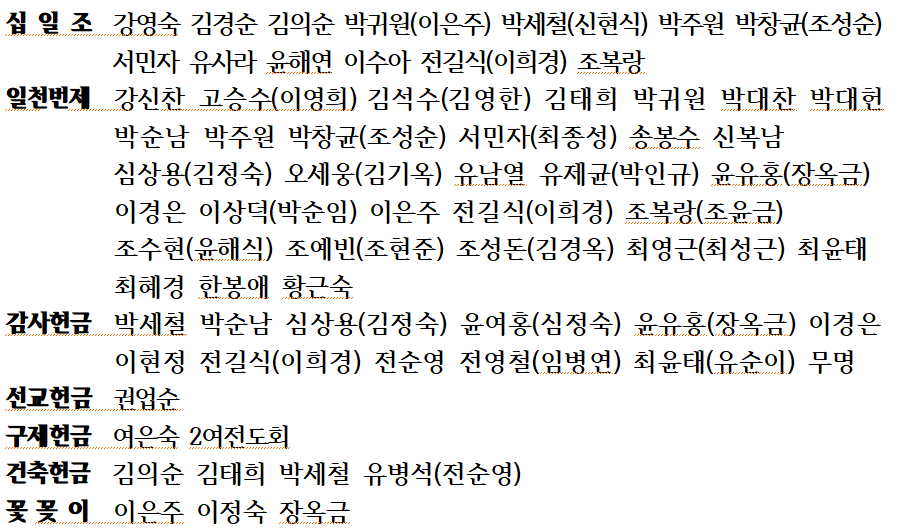 십 일 조 강영숙 김경순 김의순 박귀원(이은주) 박세철(신현식) 박주원 박창균(조성순)
서민자 유사라 윤해연 이수아 전길식(이희경) 조복랑
일천번제 강신찬 고승수(이영희) 김석수(김영한) 김태희 박귀원 박대찬 박대헌
박순남 박주원 박창균(조성순) 서민자(최종성) 송봉수 신복남
심상용(김정숙) 오세웅(김기옥) 유남열 유제균(박인규) 윤유홍(장옥금)
이경은 이상덕(박순임) 이은주 전길식(이희경) 조복랑(조윤금)
조수현(윤해식) 조예빈(조현준) 조성돈(김경옥) 최영근(최성근) 최윤태
최혜경 한봉애 황근숙
감사헌금 박세철 박순남 심상용(김정숙) 윤여홍(심정숙) 윤유홍(장옥금) 이경은
이현정 전길식(이희경) 전순영 전영철(임병연) 최윤태(유순이) 무명
선교헌금 권업순
구제헌금 여은숙 2여전도회
건축헌금 김의순 김태희 박세철 유병석(전순영)
꽃 꽂 이 이은주 이정숙 장옥금